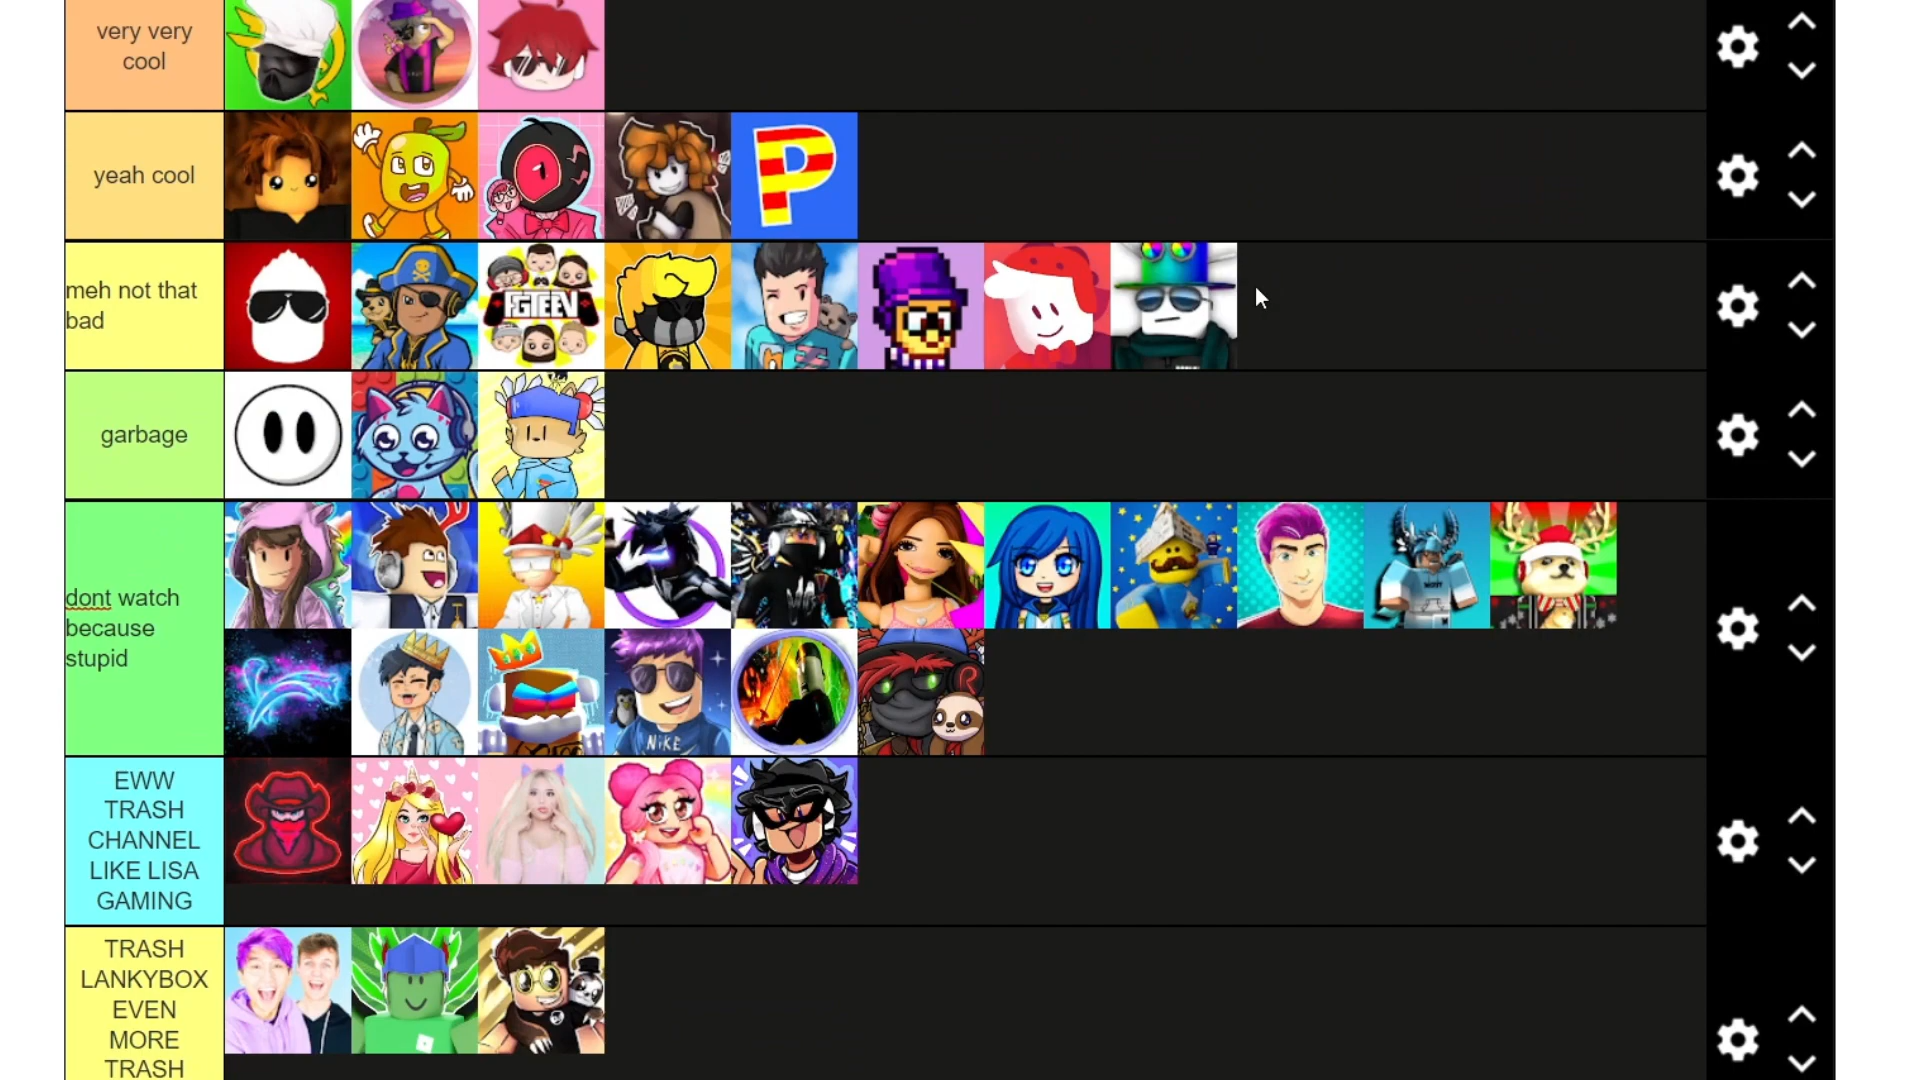 very very
cool
yeah cool
P
meh not that
bad
FGTEEV
garbage
dont watch
because
stupid
NIKE
EWW
TRASH
CHANNEL
LIKE LISA
GAMING
TRASH
LANKYBOX
EVEN
MORE
TRASH